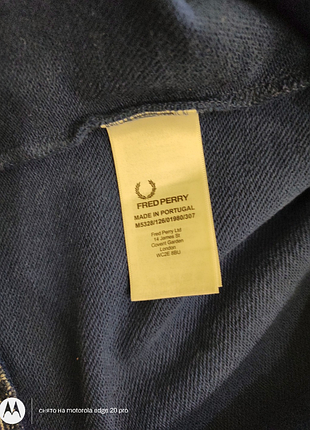 FRED PERRY
MADE IN PORTUGAL
M5328/126/01980/307
Fred Perry Ltd
14 James St
Covent Garden
London
WC2E 8BU
СНЯТО НА motorola edge 20 pro